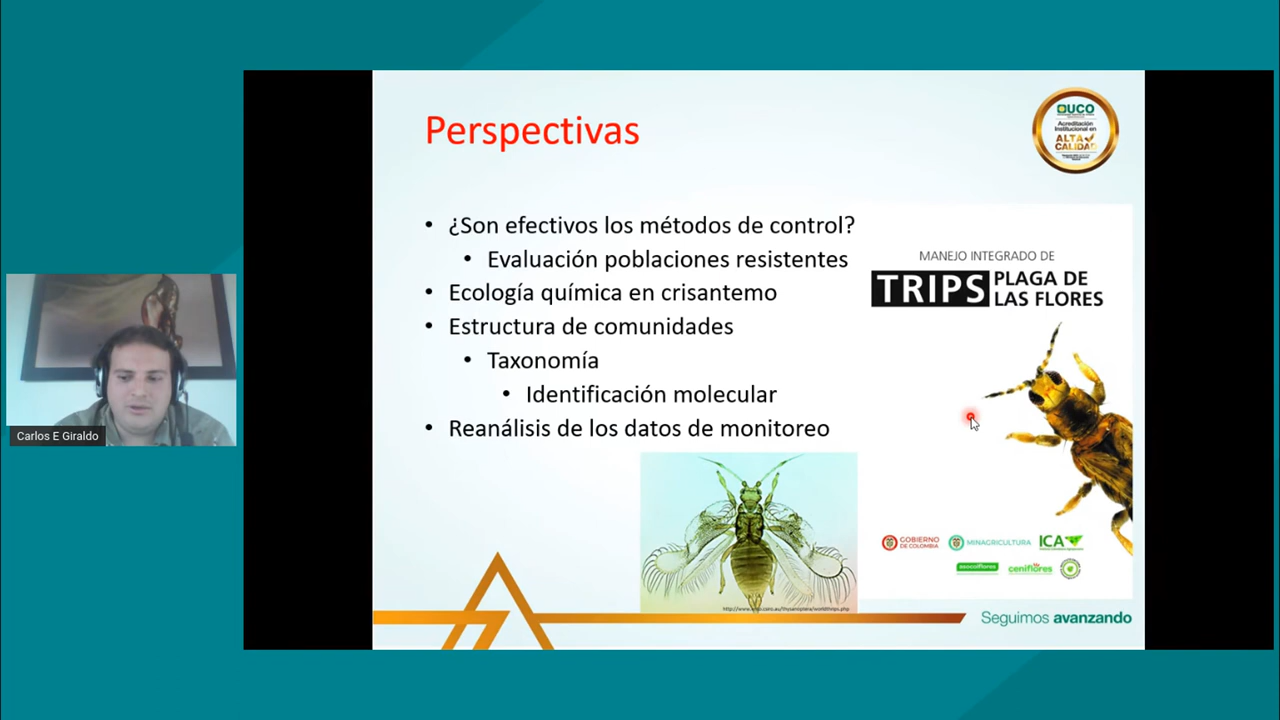 Perspectivas
UCO
Acreditación
Institucional en
ALTA
CALIDAD
• ¿Son efectivos los métodos de control?
• Evaluación poblaciones resistentes
• Ecología química en crisantemo
• Estructura de comunidades
• Taxonomía
• Identificación molecular
• Reanálisis de los datos de monitoreo
MANEJO INTEGRADO DE
TRIPS PLAGA DE
LAS FLORES
Carlos E Giraldo
GOBIERNO
DE COLOMBIA
MINAGRICULTURA
ICA
asocolflores
ceniflores
Seguimos avanzando